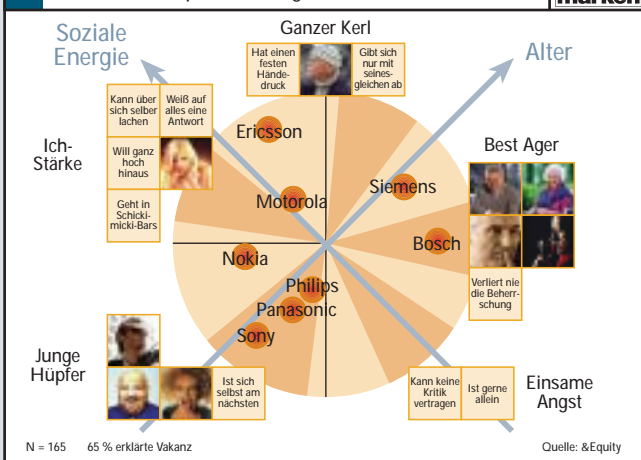 Soziale
Energie
Ganzer Kerl
Alter
Hat einen
festen
Hände-
druck
Gibt sich
nur mit
seines-
gleichen ab
Kann über
sich selber
lachen
Weiß auf
alles eine
Antwort
Ich-
Stärke
Will ganz
hoch
hinaus
Geht in
Schicki-
micki-Bars
Ericsson
Best Ager
Siemens
Motorola
Bosch
Nokia
Verliert nie
die Beherr-
schung
Philips
Panasonic
Sony
Junge
Hüpfer
Ist sich
selbst am
nächsten
Kann keine
Kritik
vertragen
Ist gerne
allein
Einsame
Angst
N = 165 65 % erklärte Vakanz
Quelle: &Equity